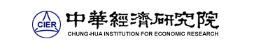 CIER
中華經濟研究院
CHUNG-HUA INSTITUTION FOR ECONOMIC RESEARCH